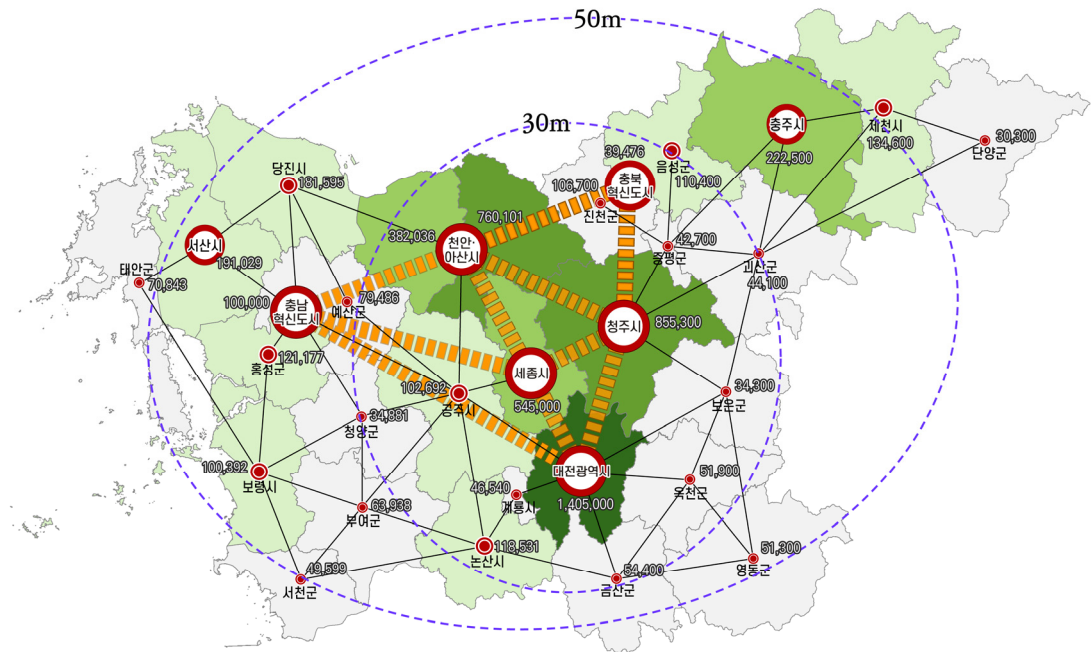 50m
30m
충주시
222,500
제천시
134,600
30,300
단양군
39,476
충북
혁신도시
음성군
110,400
106,700
진천군
당진시
181,595
760,101
382,036
천안·
아산시
42,700
증평군
괴산군
44,100
서산시
191,029
태안군
70,843
100,000
충남
혁신도시
79,486
예산군
청주시
855,300
홍성군
121,177
세종시
545,000
102,692
공주시
34,300
보은군
34,981
청양군
100,392
보령시
대전광역시
1,405,000
51,900
옥천군
46,540
계룡시
63,938
부여군
118,531
논산시
51,300
영동군
49,599
서천군
54,400
금산군